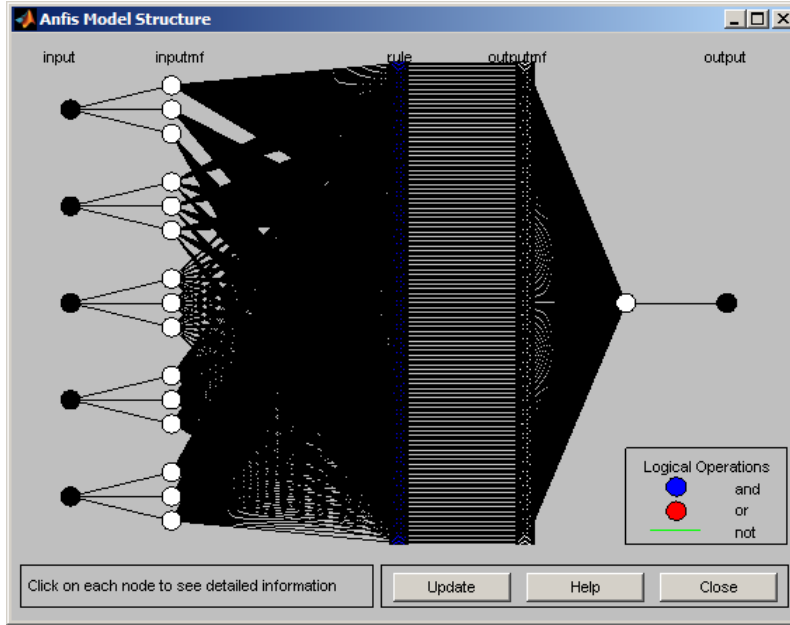 Anfis Model Structure
input inputmf rule outputmf output
Logical Operations
and
or
not
Click on each node to see detailed information
Update Help Close